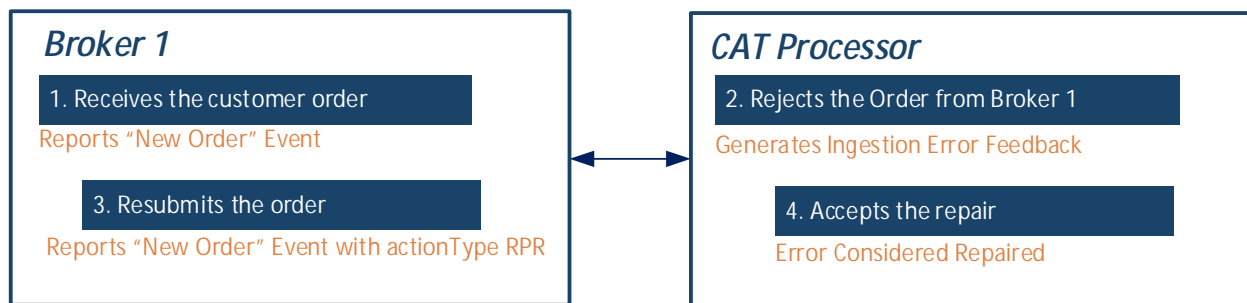 Broker 1
1. Receives the customer order
Reports “New Order” Event
3. Resubmits the order
Reports “New Order” Event with actionType RPR
CAT Processor
2. Rejects the Order from Broker 1
Generates Ingestion Error Feedback
4. Accepts the repair
Error Considered Repaired